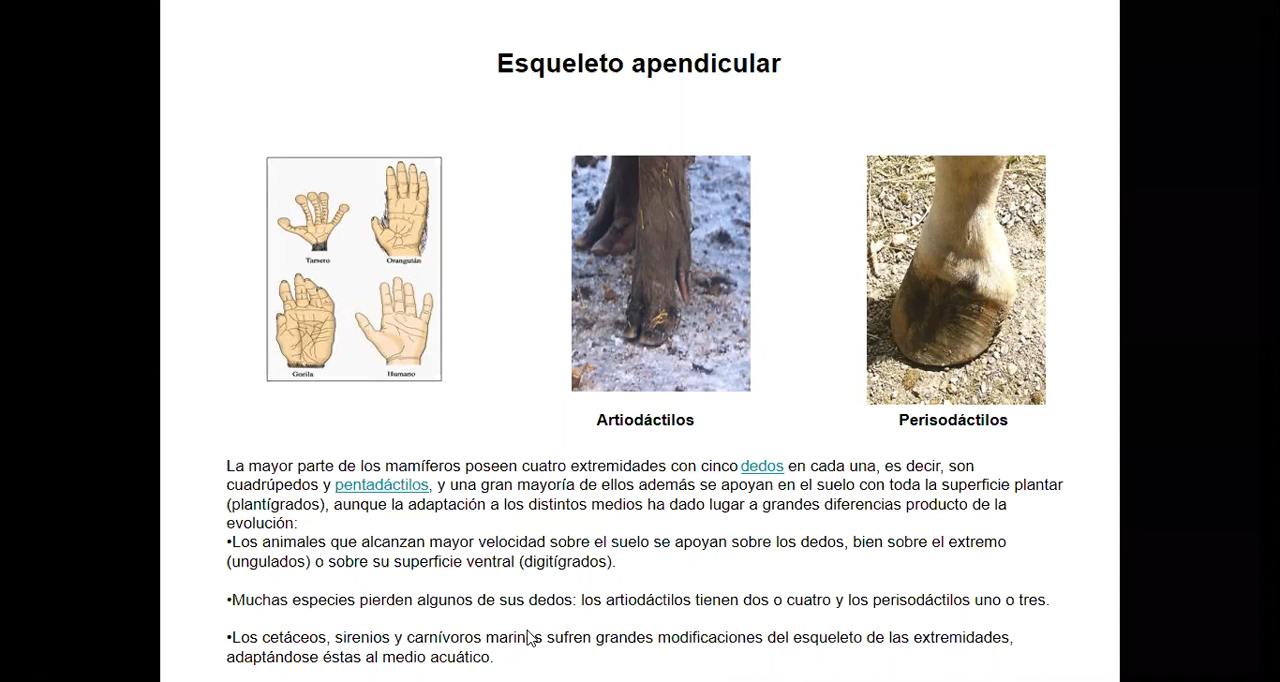 Esqueleto apendicular
Tarsero
Orangután
Gorila
Humano
Artiodáctilos
Perisodáctilos
La mayor parte de los mamíferos poseen cuatro extremidades con cinco dedos en cada una, es decir, son
cuadrúpedos y pentadáctilos, y una gran mayoría de ellos además se apoyan en el suelo con toda la superficie plantar
(plantígrados), aunque la adaptación a los distintos medios ha dado lugar a grandes diferencias producto de la
evolución:
•Los animales que alcanzan mayor velocidad sobre el suelo se apoyan sobre los dedos, bien sobre el extremo
(ungulados) o sobre su superficie ventral (digitígrados).
•Muchas especies pierden algunos de sus dedos: los artiodáctilos tienen dos o cuatro y los perisodáctilos uno o tres.
•Los cetáceos, sirenios y carnívoros marinos sufren grandes modificaciones del esqueleto de las extremidades,
adaptándose éstas al medio acuático.